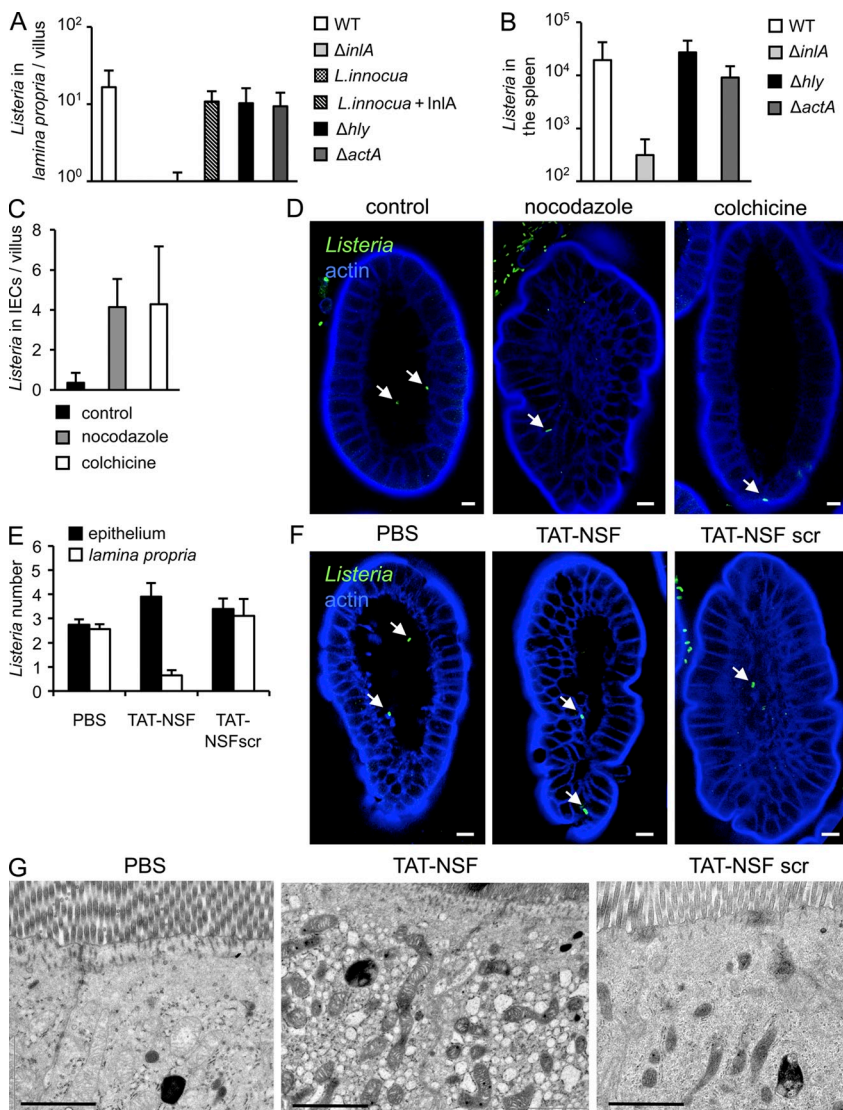 A
Listeria in
lamina propria / villus
10²
10¹
10⁰
WT
ΔinlA
L.innocua
L.innocua + InlA
Δhly
ΔactA
B
Listeria in
the spleen
10⁵
10⁴
10³
10²
WT
ΔinlA
Δhly
ΔactA
C
Listeria in IECs / villus
8
6
4
2
0
control
nocodazole
colchicine
D
control
nocodazole
colchicine
Listeria
actin
E
epithelium
lamina propria
Listeria number
6
5
4
3
2
1
0
PBS
TAT-NSF
TAT-
NSFscr
F
PBS
TAT-NSF
TAT-NSF scr
Listeria
actin
G
PBS
TAT-NSF
TAT-NSF scr